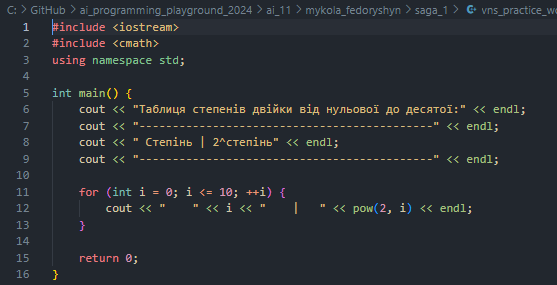 C: > GitHub > ai_programming_playground_2024 > ai_11 > mykola_fedoryshyn > saga_1 > vns_practice_wo
1 #include <iostream>
2 #include <cmath>
3 using namespace std;
4
5 int main() {
6     cout << "Таблиця степенів двійки від нульової до десятої:" << endl;
7     cout << "-------------------------------------------" << endl;
8     cout << " Степінь | 2^степінь" << endl;
9     cout << "-------------------------------------------" << endl;
10
11     for (int i = 0; i <= 10; ++i) {
12         cout << "    " << i << "    |   " << pow(2, i) << endl;
13     }
14
15     return 0;
16 }